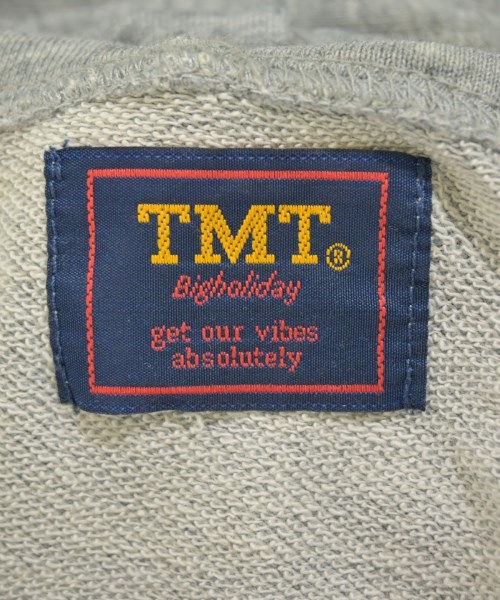 TMT®
Bigholiday
get our vibes
absolutely